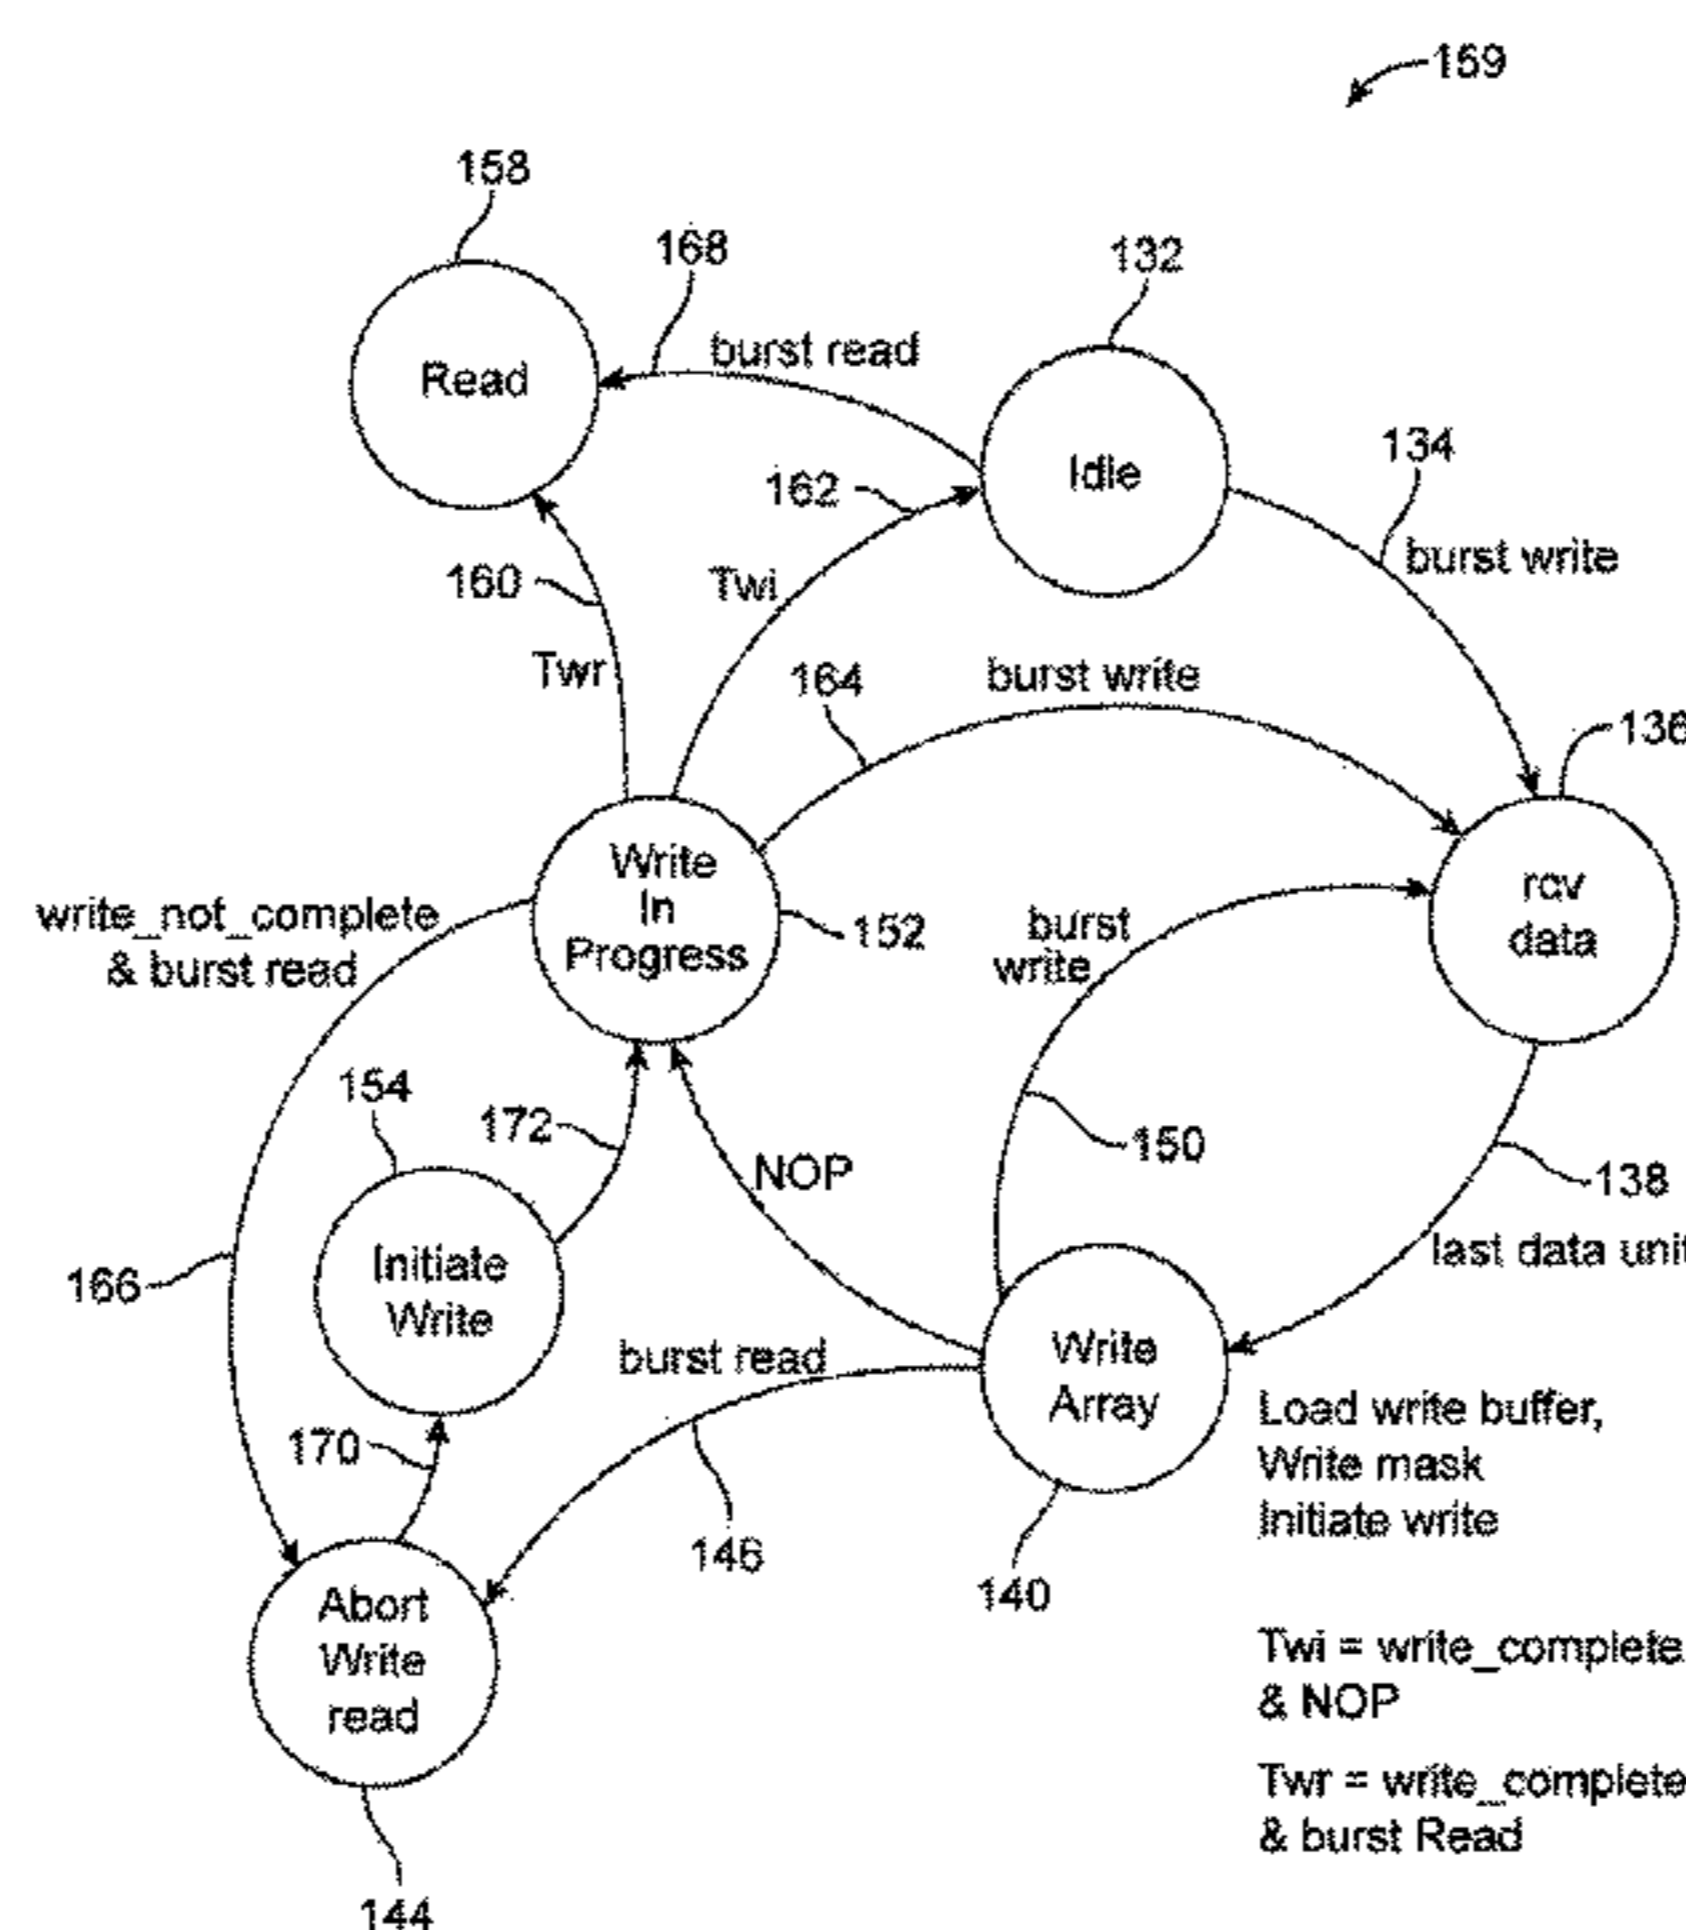 159
158
168
132
burst read
Read
Idle
134
162
burst write
160
Twi
Twr
164
burst write
136
Write
In
Progress
152
rcv
data
write_not_complete
& burst read
burst
write
154
172
NOP
150
138
last data unit
Initiate
Write
166
burst read
Write
Array
170
Load write buffer,
Write mask
Initiate write
146
140
Abort
Write
read
Twi = write_complete
& NOP
Twr = write_complete
& burst Read
144